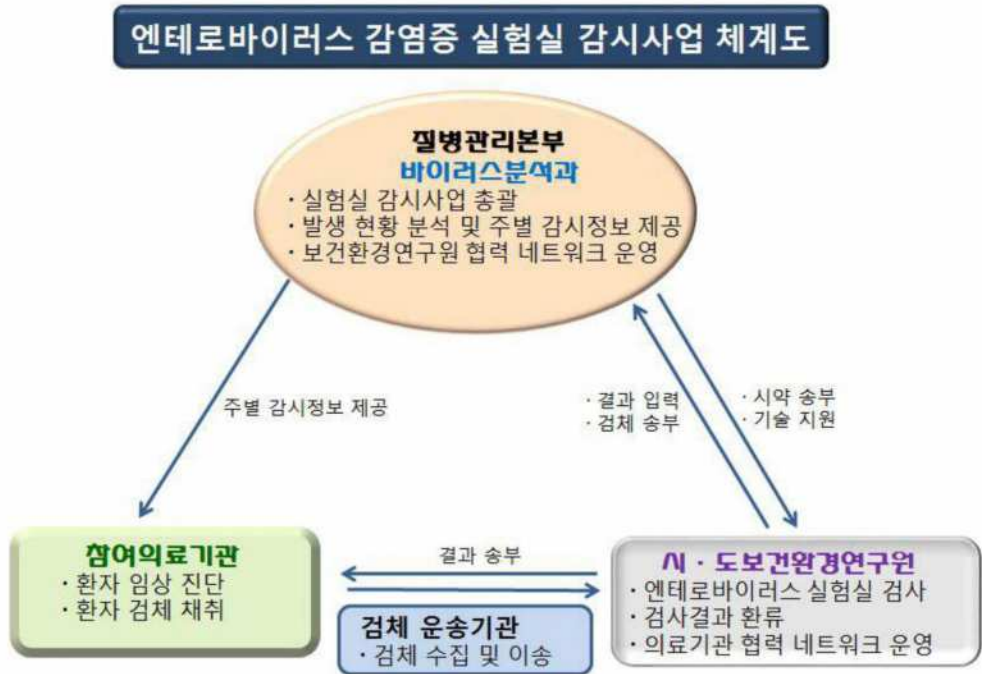 엔테로바이러스 감염증 실험실 감시사업 체계도
질병관리본부
바이러스분석과
· 실험실 감시사업 총괄
· 발생 현황 분석 및 주별 감시정보 제공
· 보건환경연구원 협력 네트워크 운영
주별 감시정보 제공
· 결과 입력
· 검체 송부
· 시약 송부
· 기술 지원
참여의료기관
· 환자 임상 진단
· 환자 검체 채취
결과 송부
검체 운송기관
· 검체 수집 및 이송
시 · 도보건환경연구원
· 엔테로바이러스 실험실 검사
· 검사결과 환류
· 의료기관 협력 네트워크 운영